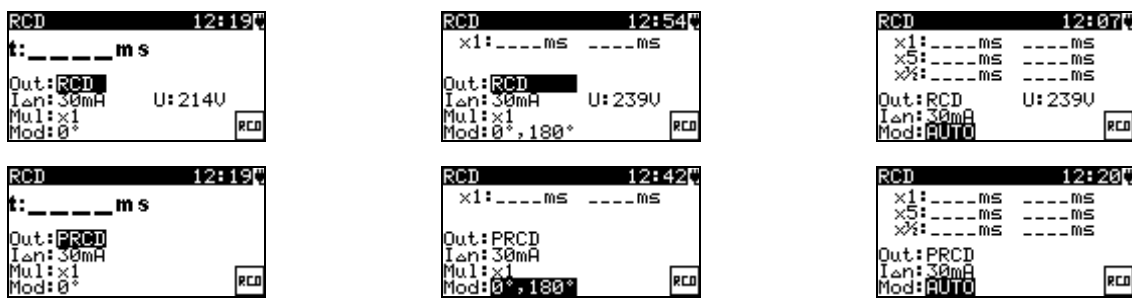 RCD 12:19
t:____ms
Out:RCD
IΔn:30mA U:214V
Mul:x1
Mod:0° RCD
RCD 12:54
x1:____ms ____ms
Out:RCD
IΔn:30mA U:239V
Mul:x1
Mod:0°,180° RCD
RCD 12:07
x1:____ms ____ms
x5:____ms ____ms
x½:____ms ____ms
Out:RCD U:239V
IΔn:30mA
Mod:AUTO RCD
RCD 12:19
t:____ms
Out:PRCD
IΔn:30mA
Mul:x1
Mod:0° RCD
RCD 12:42
x1:____ms ____ms
Out:PRCD
IΔn:30mA
Mul:x1
Mod:0°,180° RCD
RCD 12:20
x1:____ms ____ms
x5:____ms ____ms
x½:____ms ____ms
Out:PRCD
IΔn:30mA
Mod:AUTO RCD